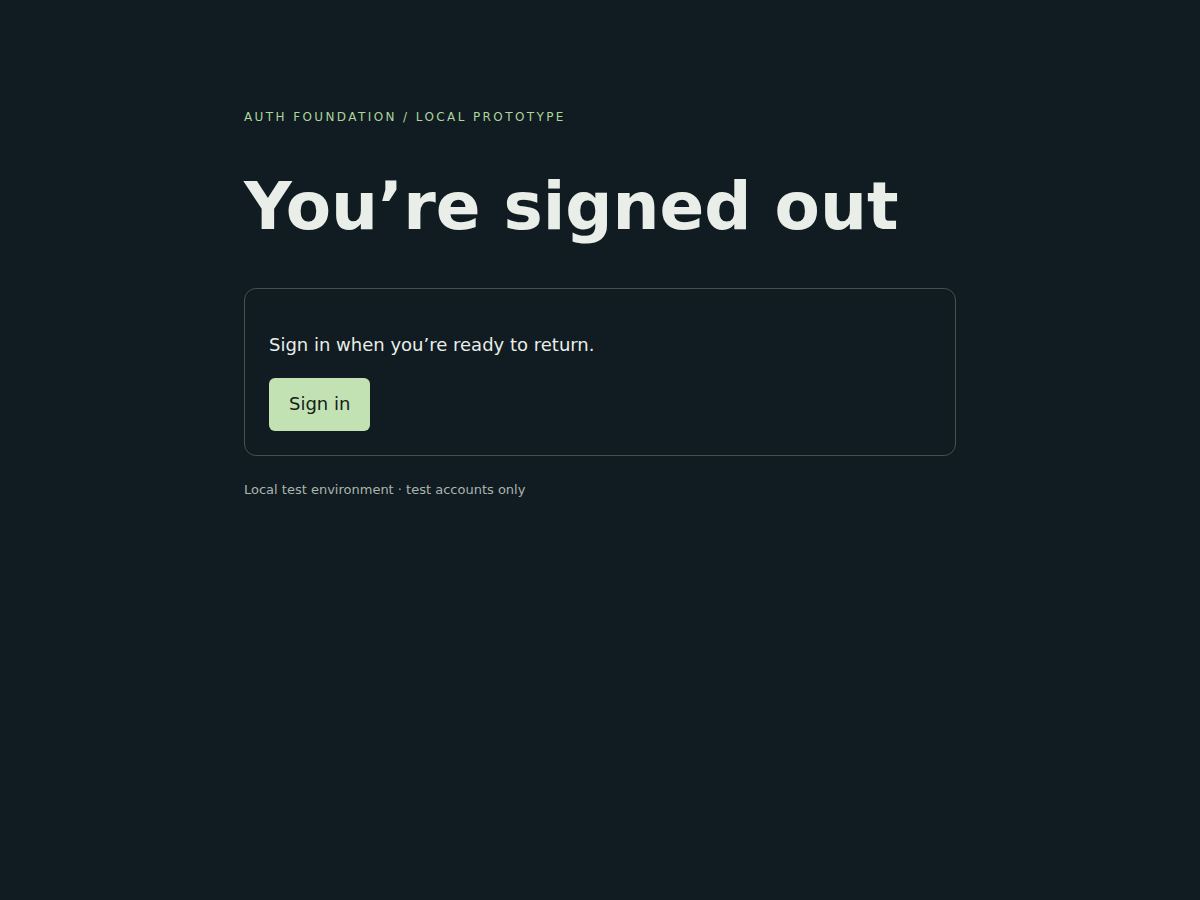 AUTH FOUNDATION / LOCAL PROTOTYPE
You’re signed out
Sign in when you’re ready to return.
Sign in
Local test environment · test accounts only